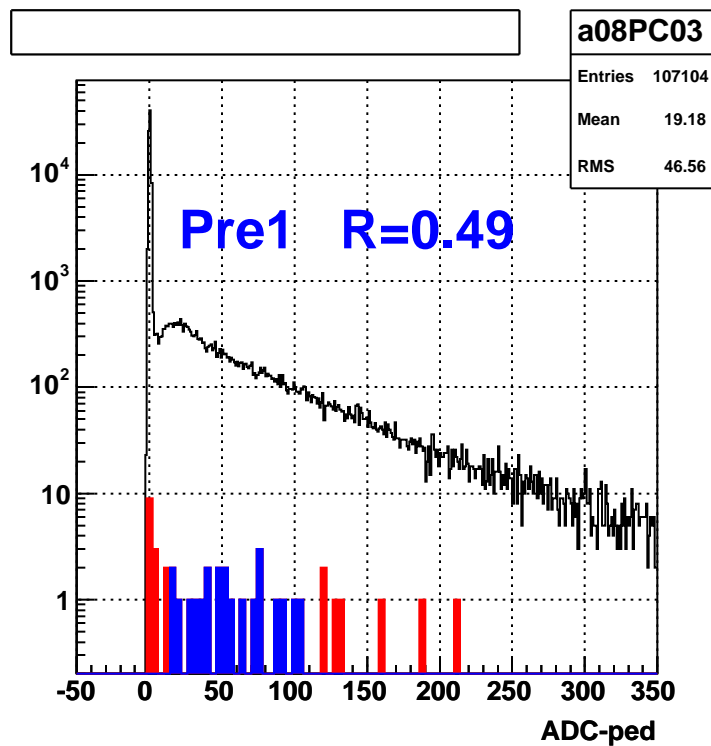 a08PC03
Entries 107104
Mean 19.18
RMS 46.56
Pre1 R=0.49
10^4
10^3
10^2
10
1
-50 0 50 100 150 200 250 300 350
ADC-ped